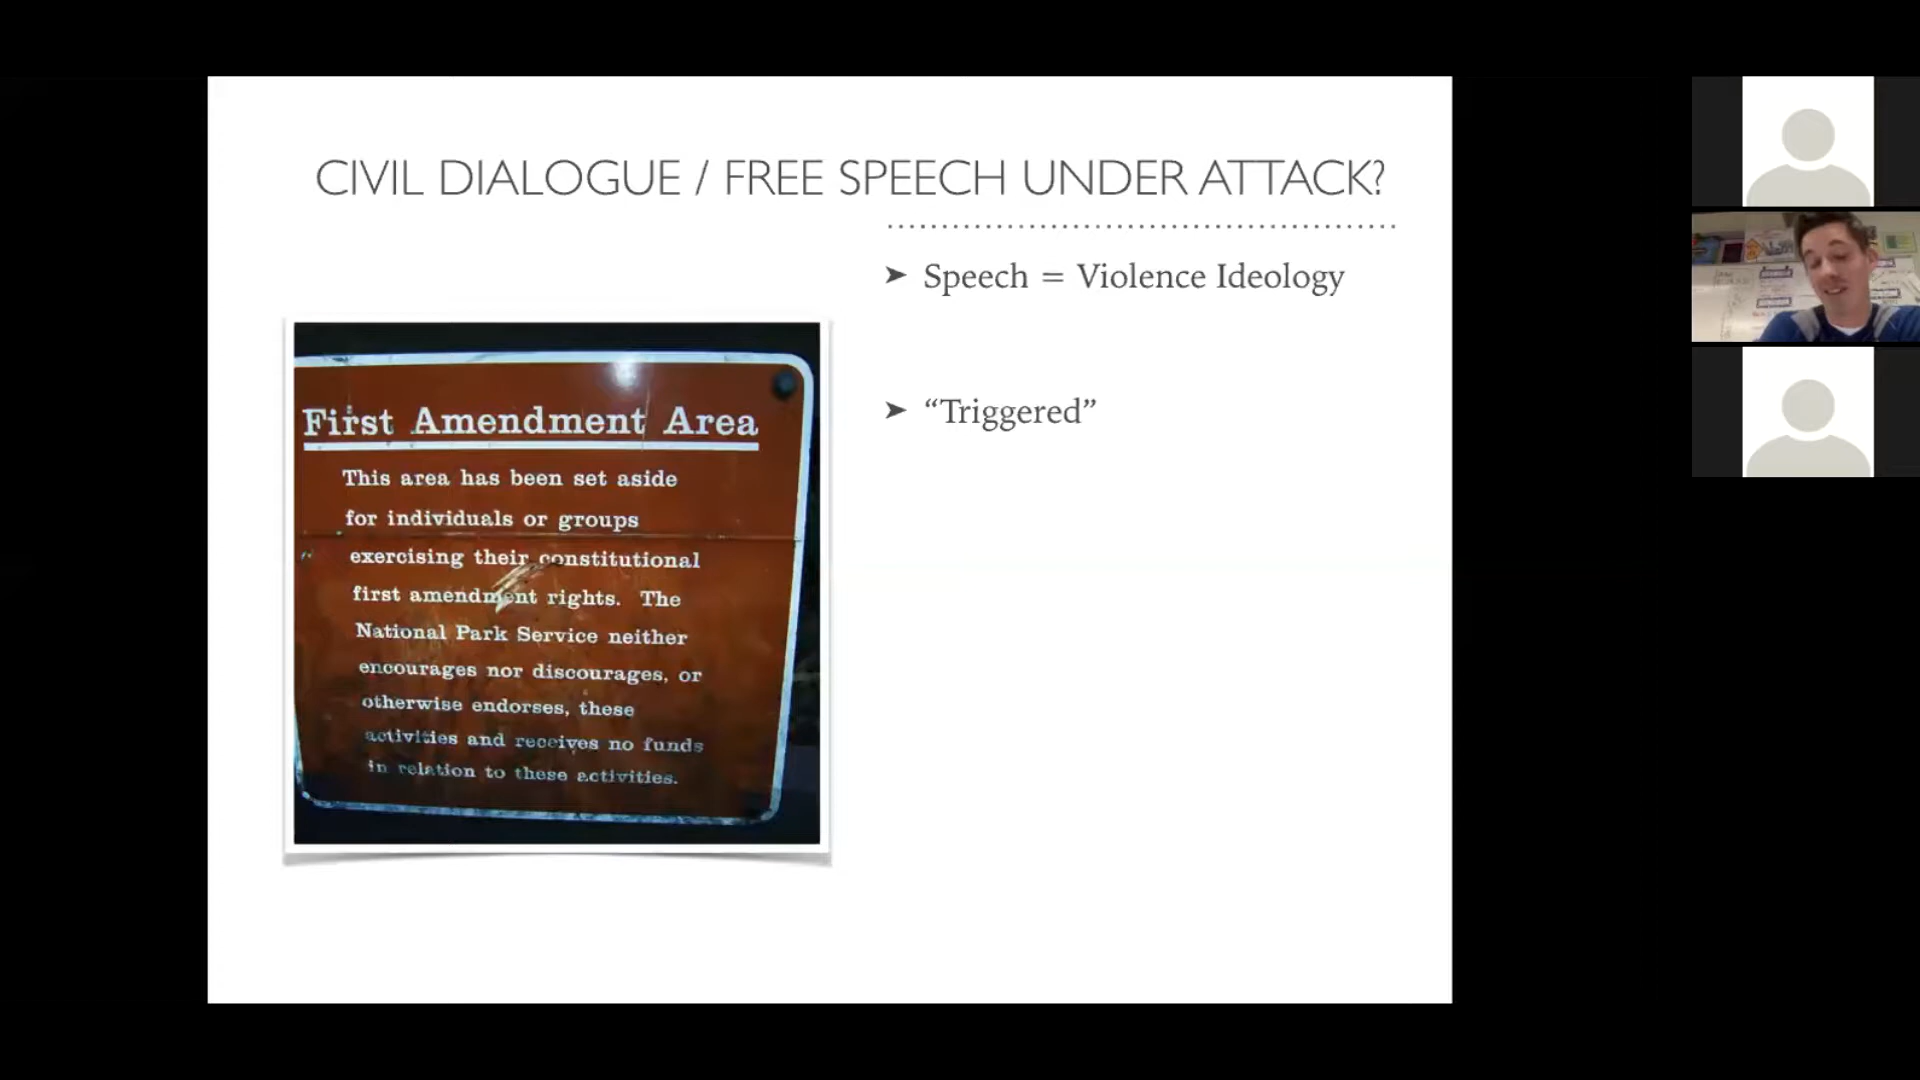 CIVIL DIALOGUE / FREE SPEECH UNDER ATTACK?
➤ Speech = Violence Ideology
➤ “Triggered”
First Amendment Area
This area has been set aside
for individuals or groups
exercising their constitutional
first amendment rights. The
National Park Service neither
encourages nor discourages, or
otherwise endorses, these
activities and receives no funds
in relation to these activities.